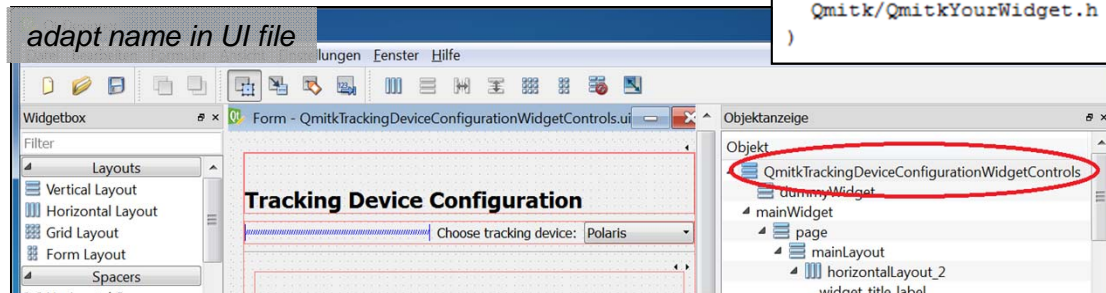 Qmitk/QmitkYourWidget.h
)
adapt name in UI file
Fenster Hilfe
Widgetbox
Form - QmitkTrackingDeviceConfigurationWidgetControls.ui
Objektanzeige
Filter
Objekt
Layouts
QmitkTrackingDeviceConfigurationWidgetControls
Vertical Layout
dummyWidget
Horizontal Layout
Tracking Device Configuration
mainWidget
Grid Layout
Choose tracking device: Polaris
page
Form Layout
mainLayout
Spacers
horizontalLayout_2
widget_title_label